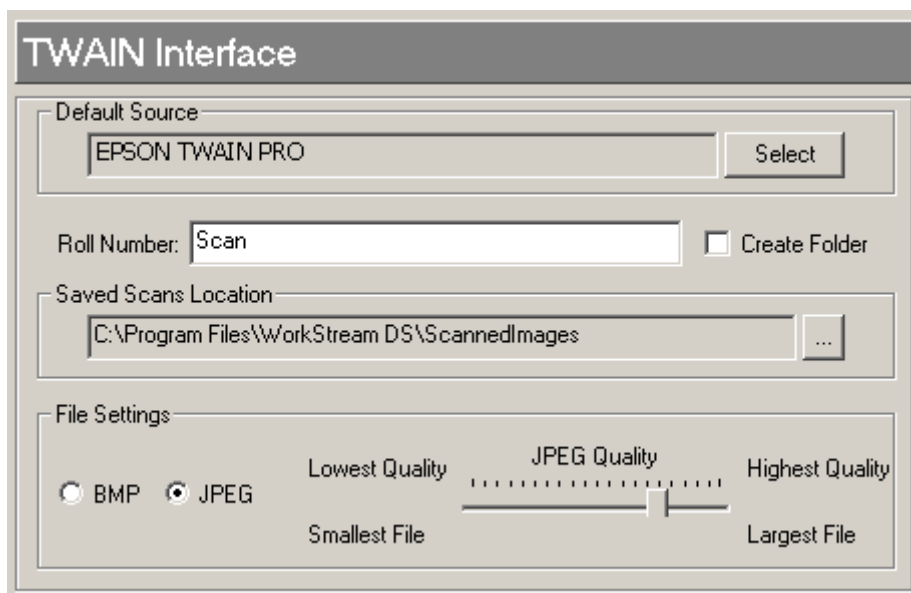 TWAIN Interface
Default Source
EPSON TWAIN PRO
Select
Roll Number: Scan
Create Folder
Saved Scans Location
C:\Program Files\WorkStream DS\ScannedImages
...
File Settings
BMP JPEG
Lowest Quality
JPEG Quality
Highest Quality
Smallest File
Largest File